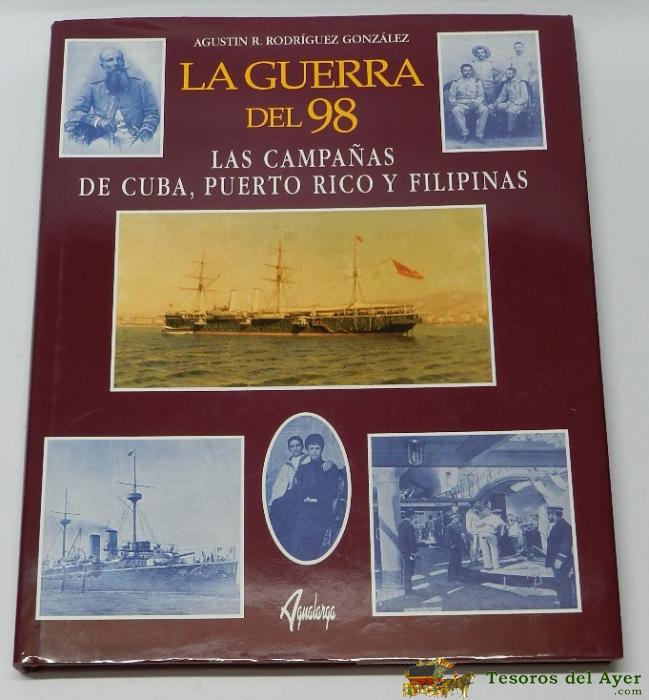 AGUSTIN R. RODRÍGUEZ GONZÁLEZ
LA GUERRA
DEL 98
LAS CAMPAÑAS
DE CUBA, PUERTO RICO Y FILIPINAS
Agualarga
Tesoros del Ayer
.com